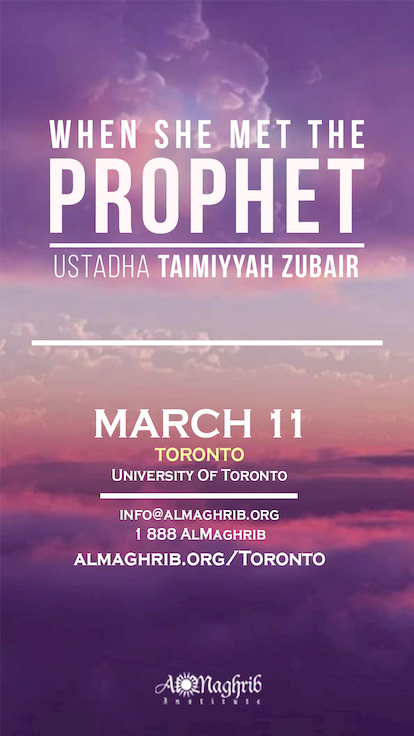 WHEN SHE MET THE
PROPHET
USTADHA TAIMIYYAH ZUBAIR
MARCH 11
TORONTO
UNIVERSITY OF TORONTO
INFO@ALMAGHRIB.ORG
1 888 ALMAGHRIB
ALMAGHRIB.ORG/TORONTO
AlMaghrib
Institute